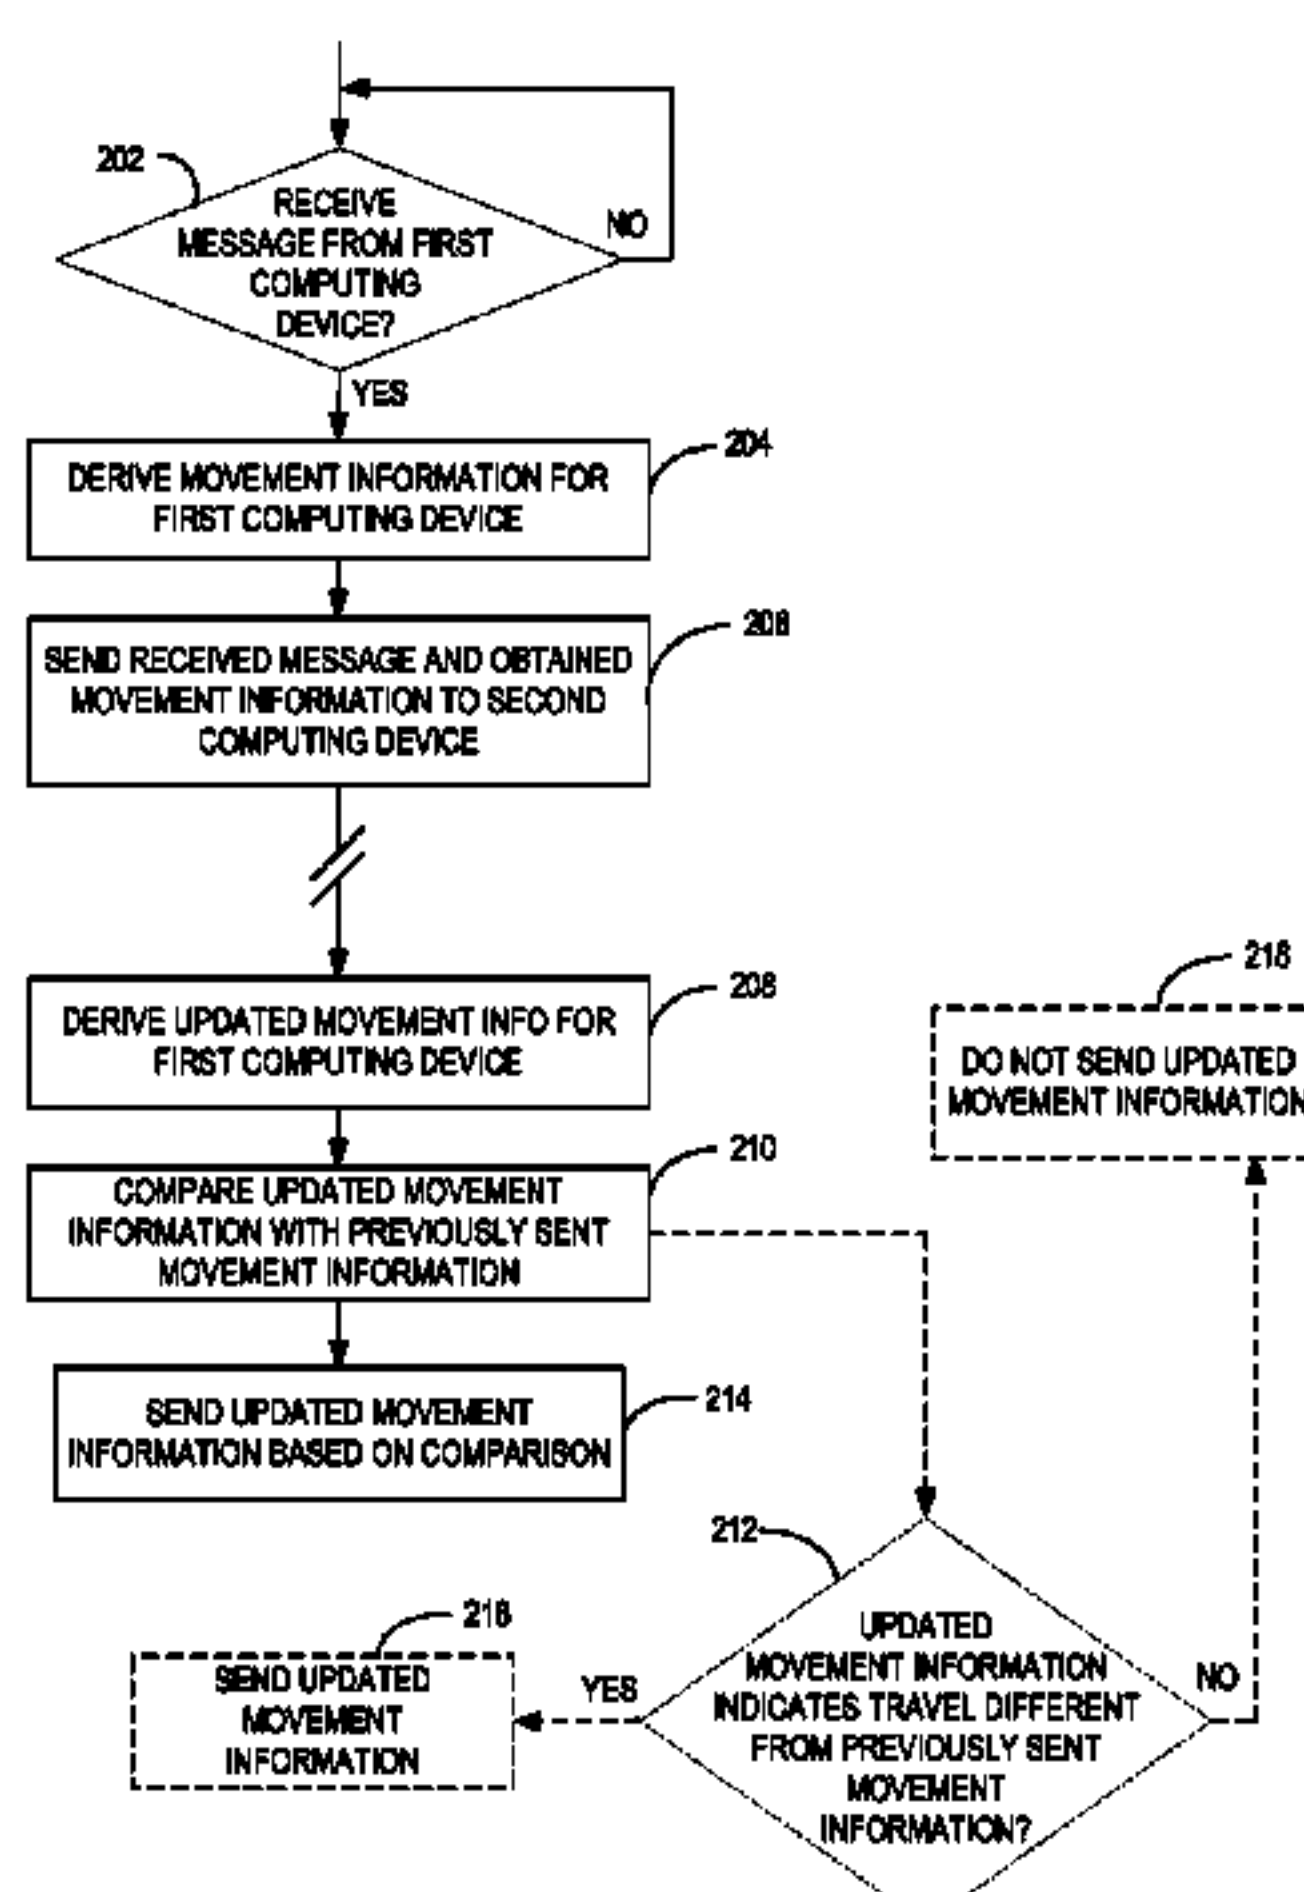 202
RECEIVE
MESSAGE FROM FIRST
COMPUTING
DEVICE?
NO
YES
204
DERIVE MOVEMENT INFORMATION FOR
FIRST COMPUTING DEVICE
206
SEND RECEIVED MESSAGE AND OBTAINED
MOVEMENT INFORMATION TO SECOND
COMPUTING DEVICE
208
DERIVE UPDATED MOVEMENT INFO FOR
FIRST COMPUTING DEVICE
218
DO NOT SEND UPDATED
MOVEMENT INFORMATION
210
COMPARE UPDATED MOVEMENT
INFORMATION WITH PREVIOUSLY SENT
MOVEMENT INFORMATION
214
SEND UPDATED MOVEMENT
INFORMATION BASED ON COMPARISON
212
UPDATED
MOVEMENT INFORMATION
INDICATES TRAVEL DIFFERENT
FROM PREVIOUSLY SENT
MOVEMENT
INFORMATION?
NO
YES
216
SEND UPDATED
MOVEMENT
INFORMATION